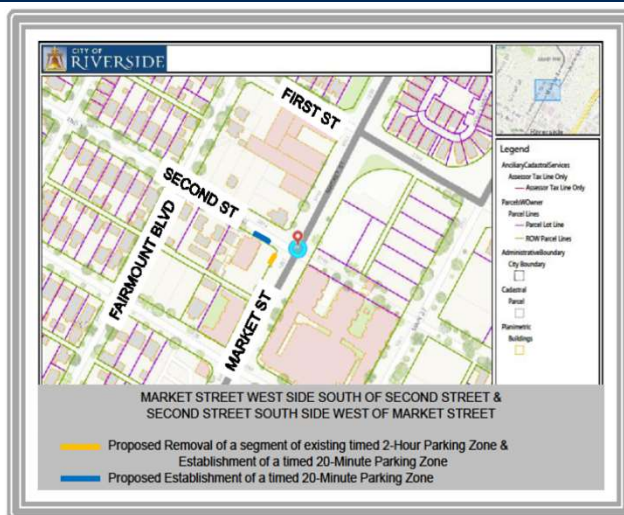 CITY OF
RIVERSIDE
FIRST ST
SECOND ST
FAIRMOUNT BLVD
MARKET ST
Legend
AncillaryCadastralServices
Assessor Tax Line Only
Assessor Tax Line Only
ParcelsWOwner
Parcel Lines
Parcel Lot Line
ROW Parcel Lines
AdministrativeBoundary
City Boundary
Cadastral
Parcel
Planimetric
Buildings
MARKET STREET WEST SIDE SOUTH OF SECOND STREET &
SECOND STREET SOUTH SIDE WEST OF MARKET STREET
Proposed Removal of a segment of existing timed 2-Hour Parking Zone &
Establishment of a timed 20-Minute Parking Zone
Proposed Establishment of a timed 20-Minute Parking Zone